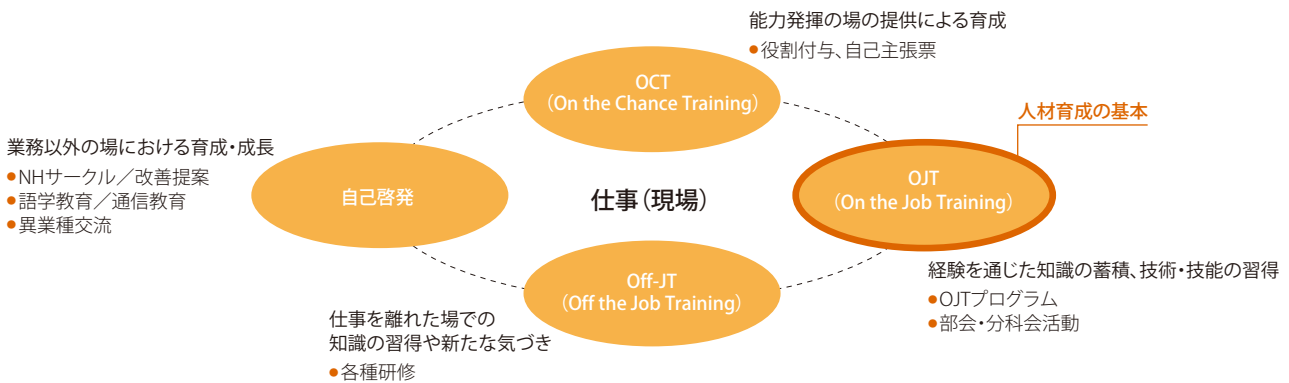 能力発揮の場の提供による育成
●役割付与、自己主張票
OCT
（On the Chance Training）
人材育成の基本
業務以外の場における育成・成長
●NHサークル／改善提案
●語学教育／通信教育
●異業種交流
自己啓発
仕事（現場）
OJT
（On the Job Training）
経験を通じた知識の蓄積、技術・技能の習得
●OJTプログラム
●部会・分科会活動
Off-JT
（Off the Job Training）
仕事を離れた場での
知識の習得や新たな気づき
●各種研修